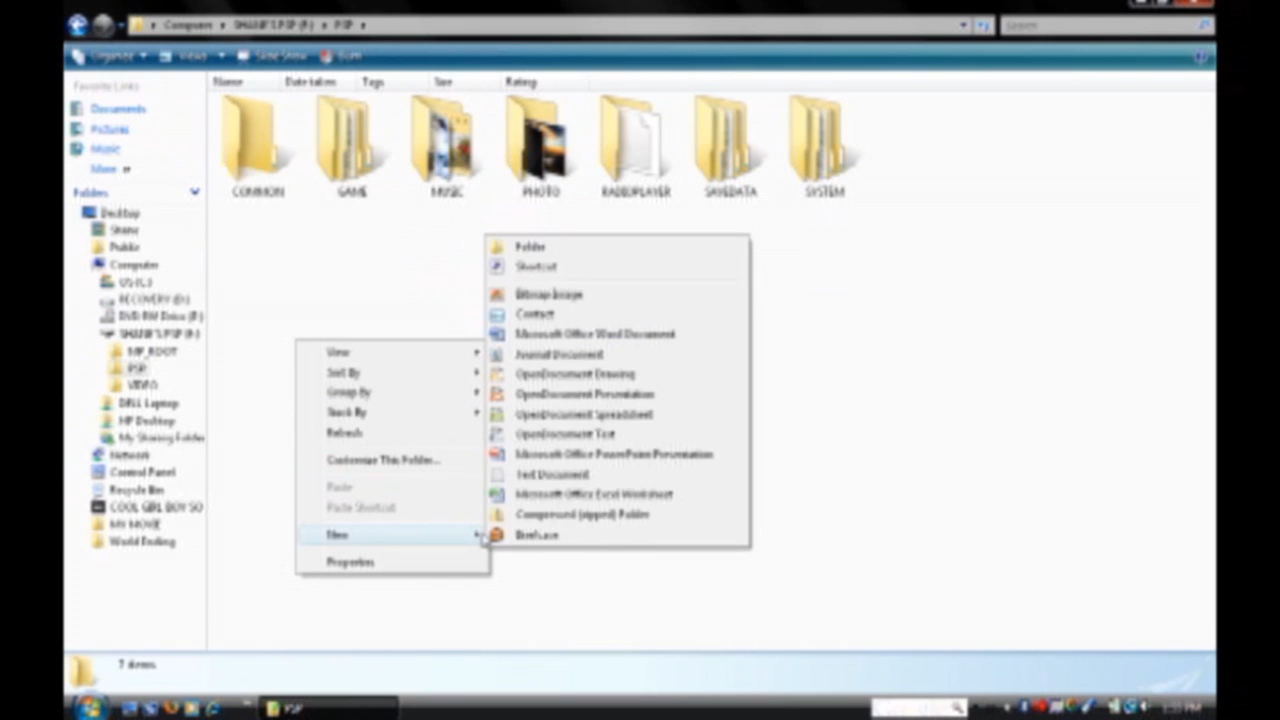 Computer SHANE'S PSP (F:) PSP
Search
Organize Views Slide Show Burn
Favorite Links
Documents
Pictures
Music
More
Folders
Name Date taken Tags Size Rating
COMMON GAME MUSIC PHOTO RADIOPLAYER SAVEDATA SYSTEM
Desktop
Shane
Public
Computer
OS (C:)
RECOVERY (D:)
DVD RW Drive (E:)
SHANE'S PSP (F:)
MP_ROOT
PSP
VIDEO
DELL Laptop
HP Desktop
My Sharing Folder
Network
Control Panel
Recycle Bin
COOL GIRL BOY SO
MY MOVIE
World Ending
View
Sort By
Group By
Stack By
Refresh
Customize This Folder...
Paste
Paste Shortcut
New
Properties
Folder
Shortcut
Bitmap Image
Contact
Microsoft Office Word Document
Journal Document
OpenDocument Drawing
OpenDocument Presentation
OpenDocument Spreadsheet
OpenDocument Text
Microsoft Office PowerPoint Presentation
Text Document
Microsoft Office Excel Worksheet
Compressed (zipped) Folder
Briefcase
7 items
PSP